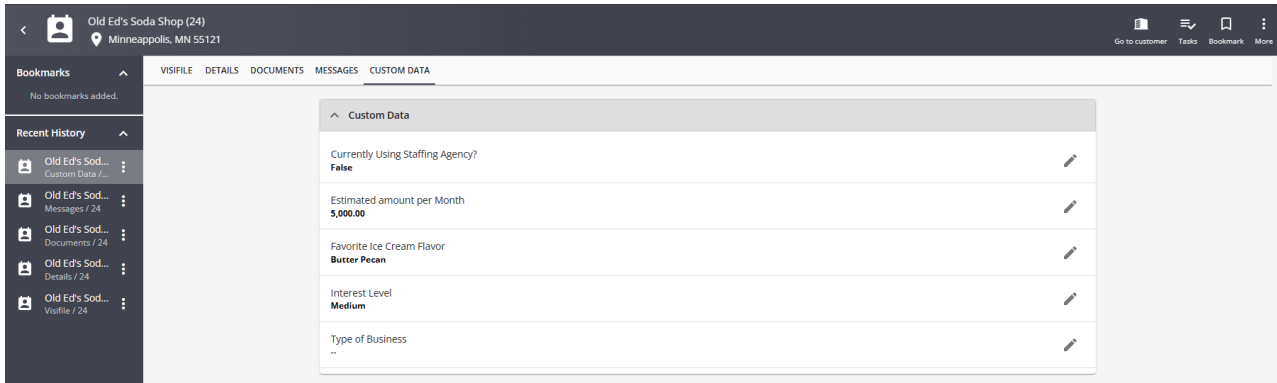 Old Ed's Soda Shop (24)
Minneappolis, MN 55121
Go to customer
Tasks
Bookmark
More
Bookmarks
No bookmarks added.
Recent History
Old Ed's Sod...
Custom Data /...
Old Ed's Sod...
Messages / 24
Old Ed's Sod...
Documents / 24
Old Ed's Sod...
Details / 24
Old Ed's Sod...
Visifile / 24
VISIFILE DETAILS DOCUMENTS MESSAGES CUSTOM DATA
Custom Data
Currently Using Staffing Agency?
False
Estimated amount per Month
5,000.00
Favorite Ice Cream Flavor
Butter Pecan
Interest Level
Medium
Type of Business
--